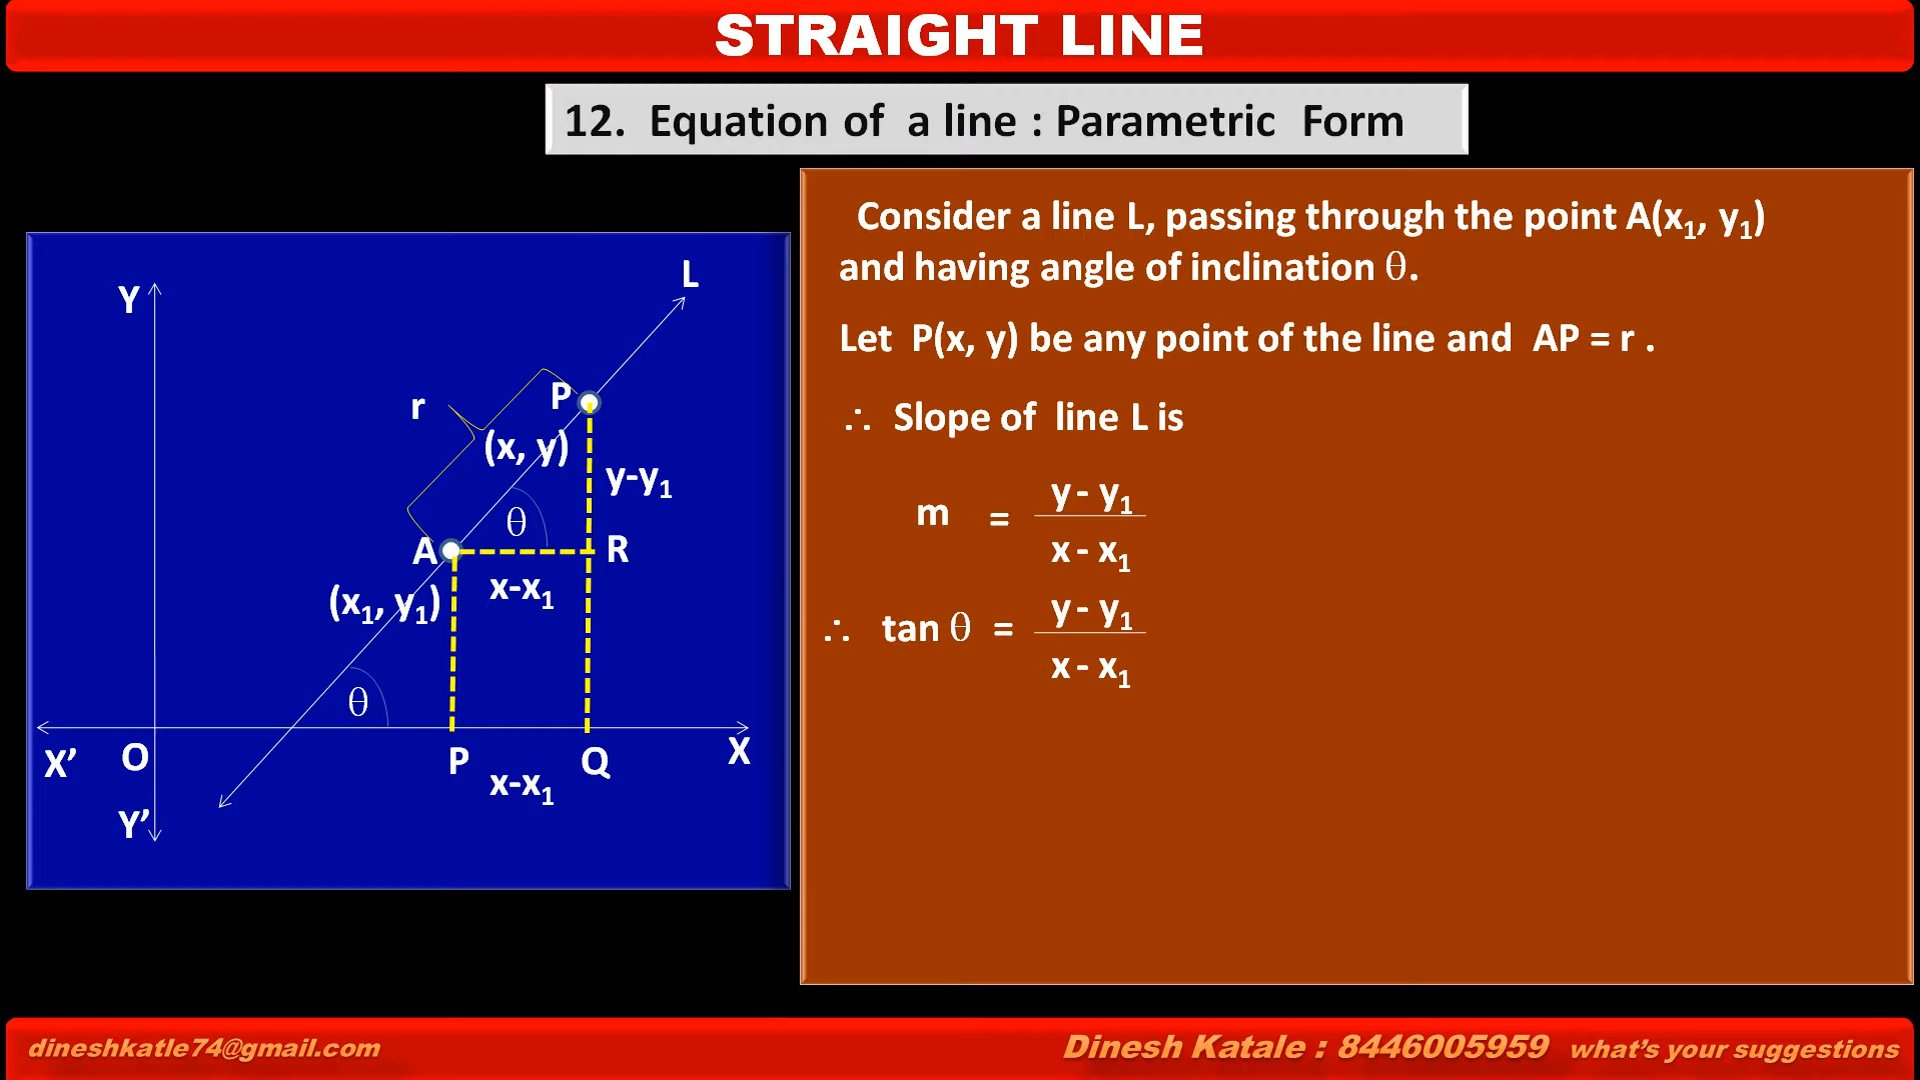 STRAIGHT LINE
12. Equation of a line : Parametric Form
Y
L
P
r
(x, y)
y-y₁
θ
A
R
x-x₁
(x₁, y₁)
θ
X’
O
P
Q
X
x-x₁
Y’
Consider a line L, passing through the point A(x₁, y₁)
and having angle of inclination θ.
Let P(x, y) be any point of the line and AP = r .
∴ Slope of line L is
y - y₁
m =
x - x₁
y - y₁
∴ tan θ =
x - x₁
dineshkatle74@gmail.com
Dinesh Katale : 8446005959 what’s your suggestions